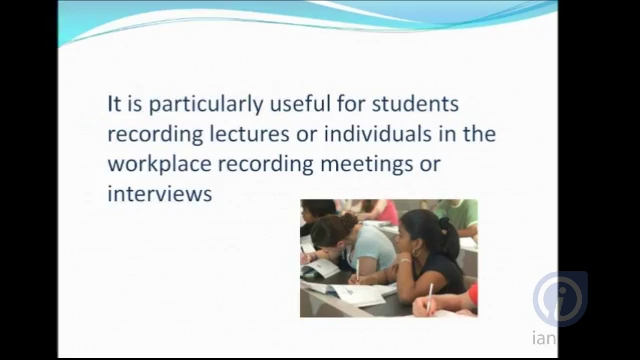 It is particularly useful for students
recording lectures or individuals in the
workplace recording meetings or
interviews
ian